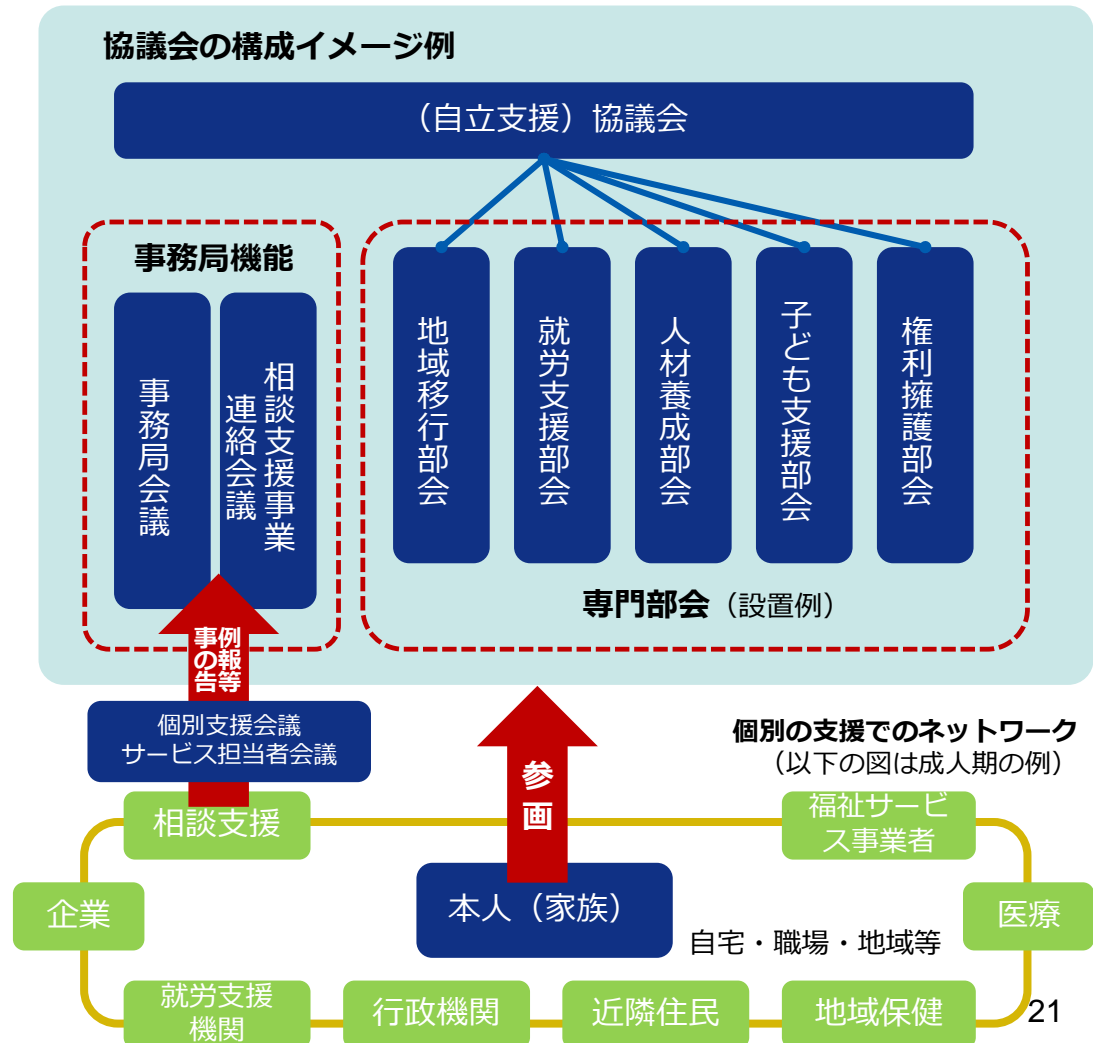 協議会の構成イメージ例
（自立支援）協議会
事務局機能
事務局会議
相談支援事業
連絡会議
地域移行部会
就労支援部会
人材養成部会
子ども支援部会
権利擁護部会
専門部会（設置例）
事例の報告等
個別支援会議
サービス担当者会議
参画
個別の支援でのネットワーク
（以下の図は成人期の例）
相談支援
福祉サービ
ス事業者
企業
本人（家族）
医療
自宅・職場・地域等
就労支援
機関
行政機関
近隣住民
地域保健
21